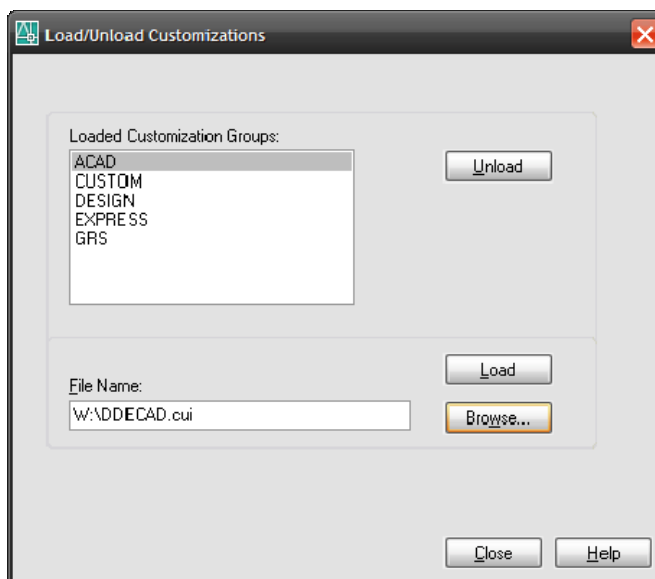 Load/Unload Customizations
Loaded Customization Groups:
ACAD
CUSTOM
DESIGN
EXPRESS
GRS
Unload
Load
File Name:
W:\DDECAD.cui
Browse...
Close
Help